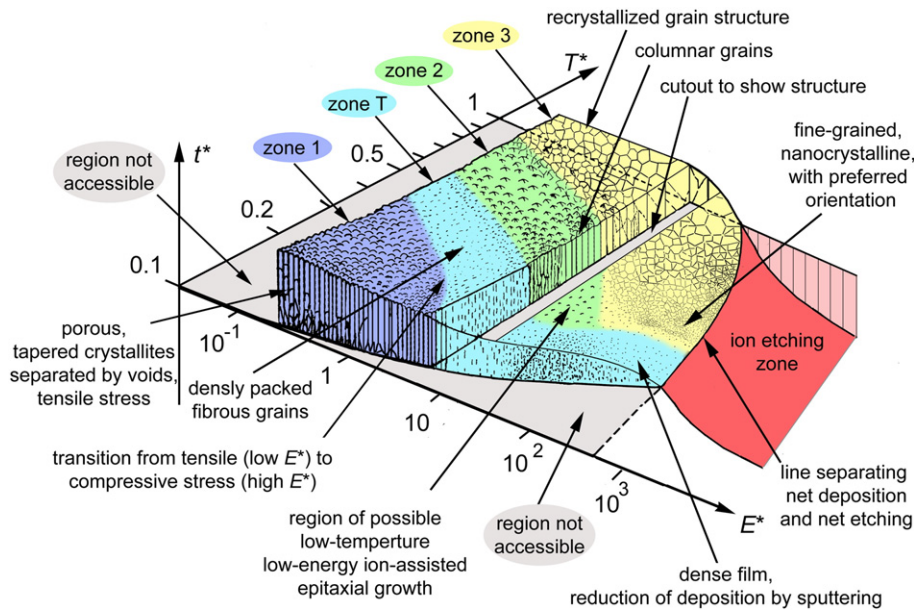 recrystallized grain structure
columnar grains
cutout to show structure
zone 3
zone 2
zone T
zone 1
T*
fine-grained,
nanocrystalline,
with preferred
orientation
region not
accessible
t*
1
0.5
0.2
0.1
porous,
tapered crystallites
separated by voids,
tensile stress
10-1
1
10
102
103
E*
densly packed
fibrous grains
ion etching
zone
transition from tensile (low E*) to
compressive stress (high E*)
line separating
net deposition
and net etching
region of possible
low-temperture
low-energy ion-assisted
epitaxial growth
region not
accessible
dense film,
reduction of deposition by sputtering